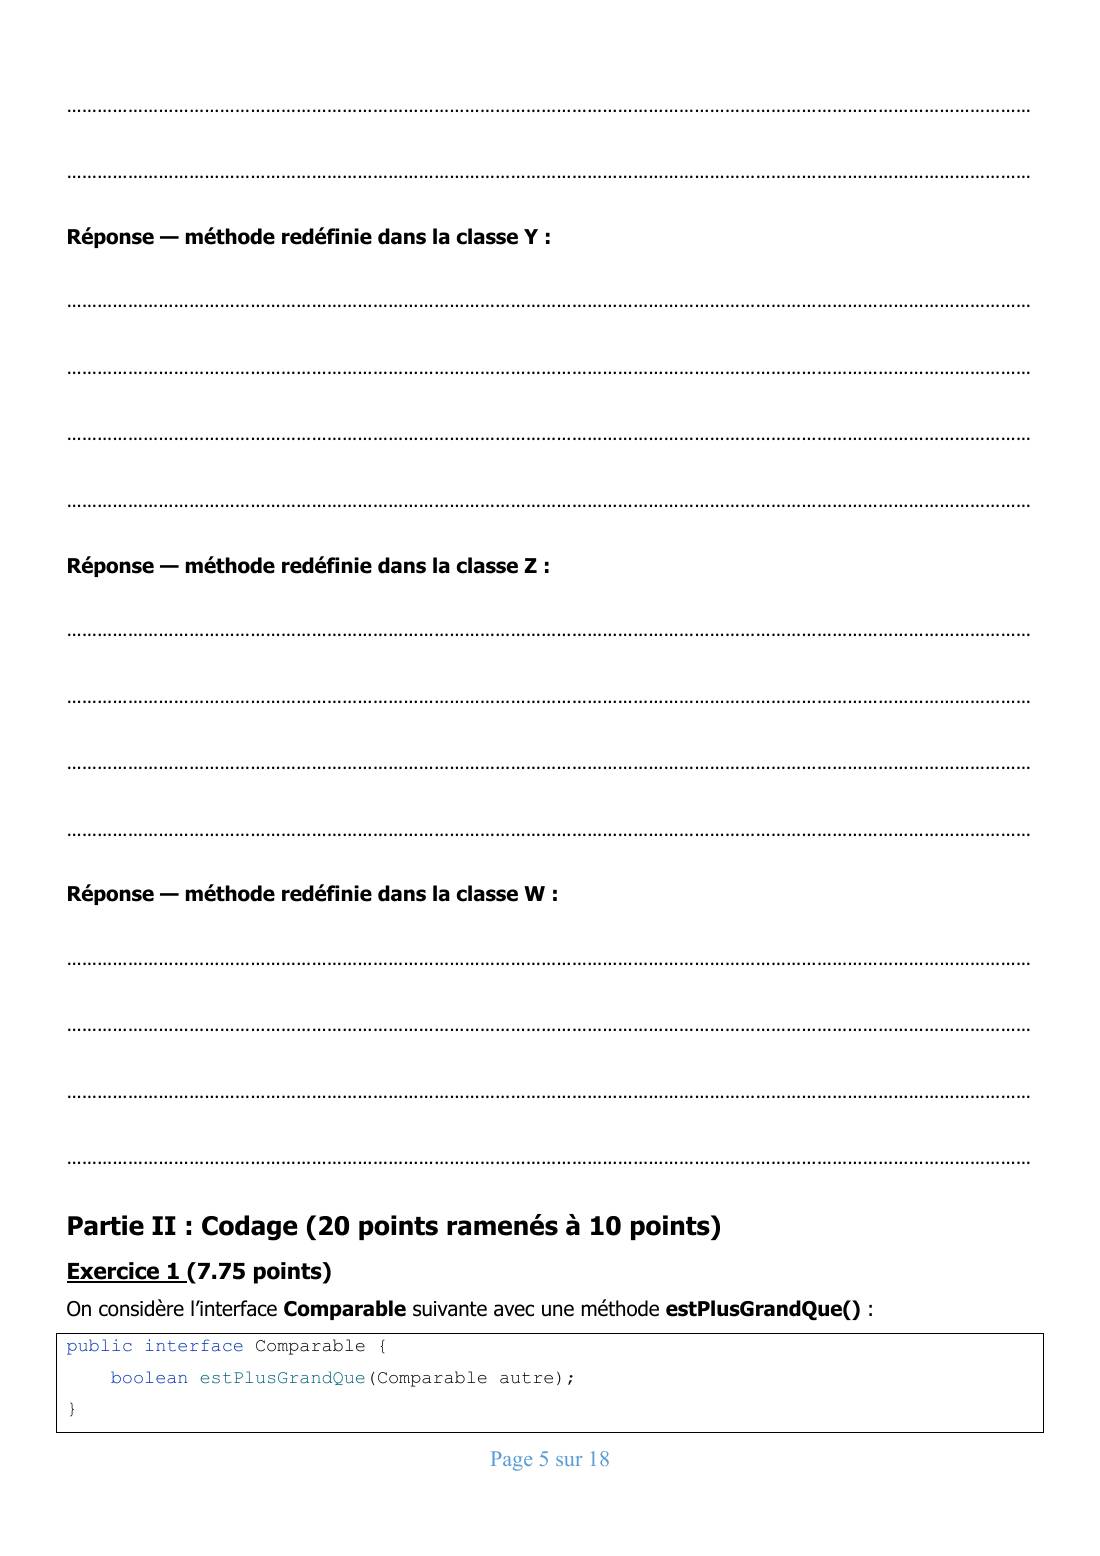 ……………………………………………………………………………………………………………………………………………………………………
……………………………………………………………………………………………………………………………………………………………………
Réponse — méthode redéfinie dans la classe Y :
……………………………………………………………………………………………………………………………………………………………………
……………………………………………………………………………………………………………………………………………………………………
……………………………………………………………………………………………………………………………………………………………………
……………………………………………………………………………………………………………………………………………………………………
Réponse — méthode redéfinie dans la classe Z :
……………………………………………………………………………………………………………………………………………………………………
……………………………………………………………………………………………………………………………………………………………………
……………………………………………………………………………………………………………………………………………………………………
……………………………………………………………………………………………………………………………………………………………………
Réponse — méthode redéfinie dans la classe W :
……………………………………………………………………………………………………………………………………………………………………
……………………………………………………………………………………………………………………………………………………………………
……………………………………………………………………………………………………………………………………………………………………
……………………………………………………………………………………………………………………………………………………………………
Partie II : Codage (20 points ramenés à 10 points)
Exercice 1 (7.75 points)
On considère l’interface Comparable suivante avec une méthode estPlusGrandQue() :
public interface Comparable {
    boolean estPlusGrandQue(Comparable autre);
}
Page 5 sur 18